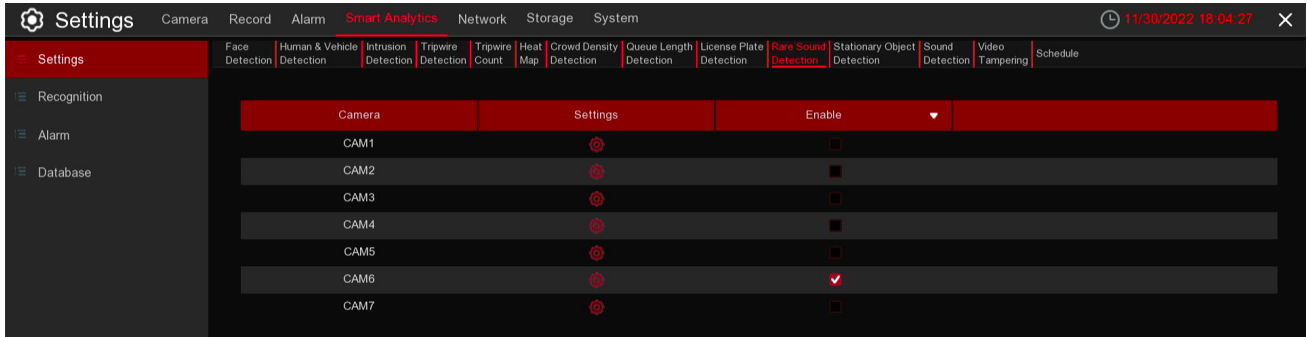 Settings Camera Record Alarm Smart Analytics Network Storage System 11/30/2022 18:04:27
Settings
Recognition
Alarm
Database
Face Detection Human & Vehicle Detection Intrusion Detection Tripwire Detection Tripwire Count Heat Map Crowd Density Detection Queue Length Detection License Plate Detection Rare Sound Detection Stationary Object Detection Sound Detection Video Tampering Schedule
Camera Settings Enable
CAM1
CAM2
CAM3
CAM4
CAM5
CAM6
CAM7